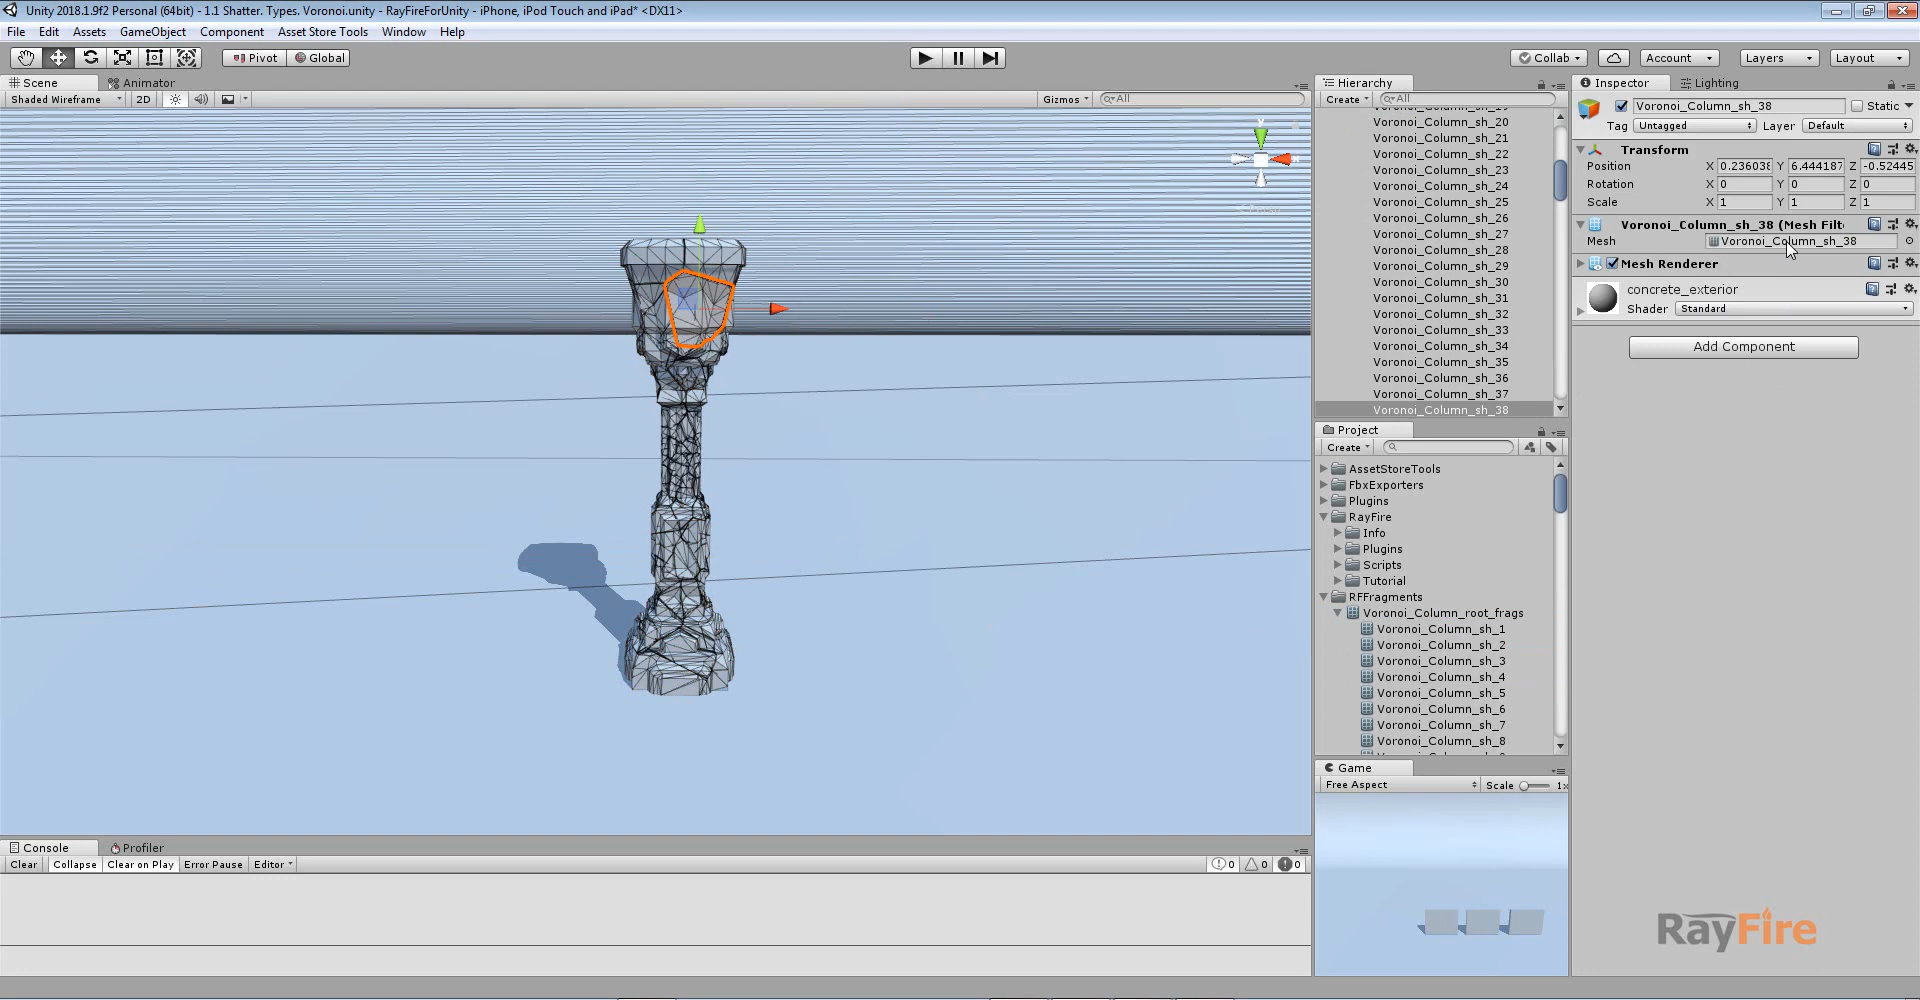 Unity 2018.1.9f2 Personal (64bit) - 1.1 Shatter. Types. Voronoi.unity - RayFireForUnity - iPhone, iPod Touch and iPad* <DX11>
File Edit Assets GameObject Component Asset Store Tools Window Help
Pivot Global Collab Account Layers Layout
Scene Animator
Shaded Wireframe 2D Gizmos All
Y
Hierarchy
Create All
Voronoi_Column_sh_19
Voronoi_Column_sh_20
Voronoi_Column_sh_21
Voronoi_Column_sh_22
Voronoi_Column_sh_23
Voronoi_Column_sh_24
Voronoi_Column_sh_25
Voronoi_Column_sh_26
Voronoi_Column_sh_27
Voronoi_Column_sh_28
Voronoi_Column_sh_29
Voronoi_Column_sh_30
Voronoi_Column_sh_31
Voronoi_Column_sh_32
Voronoi_Column_sh_33
Voronoi_Column_sh_34
Voronoi_Column_sh_35
Voronoi_Column_sh_36
Voronoi_Column_sh_37
Voronoi_Column_sh_38
Project
Create
AssetStoreTools
FbxExporters
Plugins
RayFire
Info
Plugins
Scripts
Tutorial
RFFragments
Voronoi_Column_root_frags
Voronoi_Column_sh_1
Voronoi_Column_sh_2
Voronoi_Column_sh_3
Voronoi_Column_sh_4
Voronoi_Column_sh_5
Voronoi_Column_sh_6
Voronoi_Column_sh_7
Voronoi_Column_sh_8
Game
Free Aspect Scale 1x
Inspector Lighting
Voronoi_Column_sh_38 Static
Tag Untagged Layer Default
Transform
Position X 0.236038 Y 6.444187 Z -0.52445
Rotation X 0 Y 0 Z 0
Scale X 1 Y 1 Z 1
Voronoi_Column_sh_38 (Mesh Filt
Mesh Voronoi_Column_sh_38
Mesh Renderer
concrete_exterior
Shader Standard
Add Component
RayFire
Console Profiler
Clear Collapse Clear on Play Error Pause Editor 0 0 0